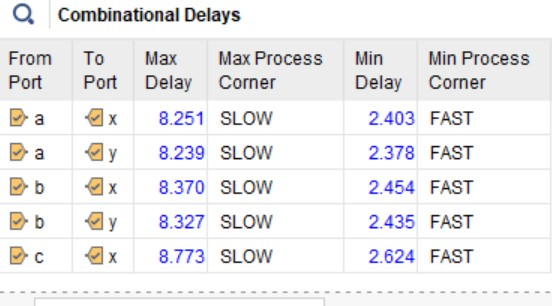 Combinational Delays
From Port To Port Max Delay Max Process Corner Min Delay Min Process Corner
a x 8.251 SLOW 2.403 FAST
a y 8.239 SLOW 2.378 FAST
b x 8.370 SLOW 2.454 FAST
b y 8.327 SLOW 2.435 FAST
c x 8.773 SLOW 2.624 FAST